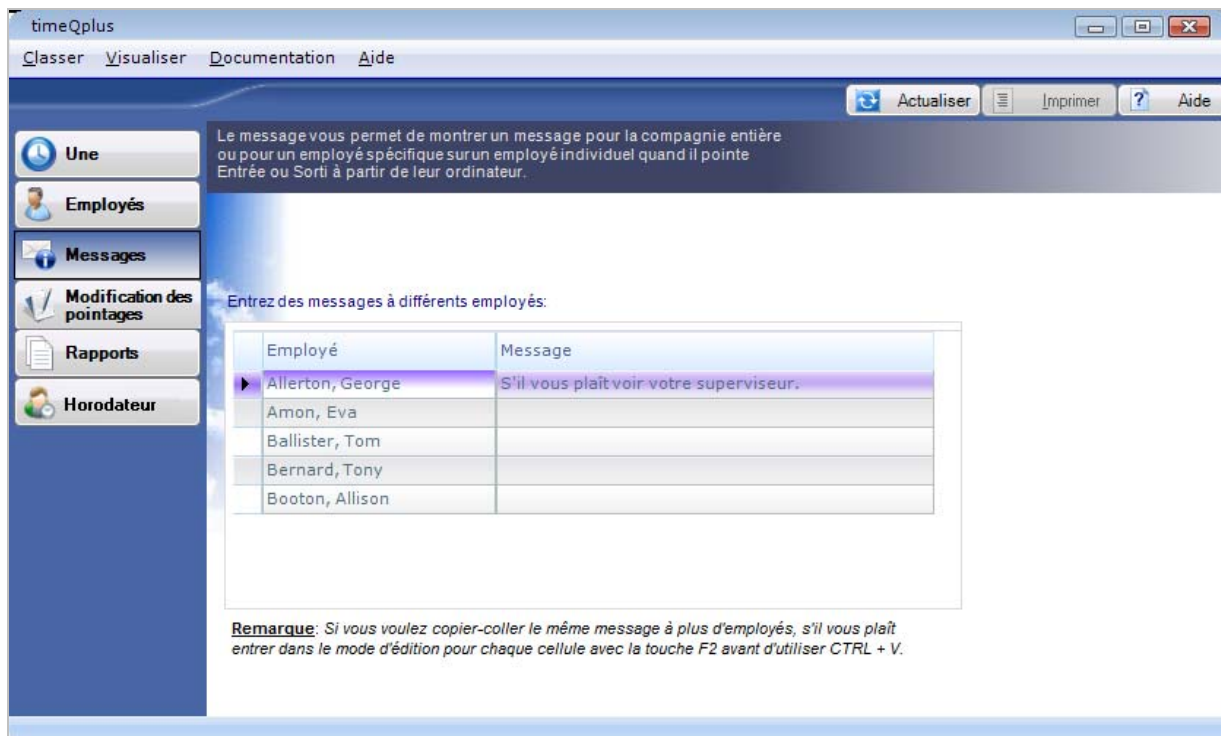 timeQplus
Classer Visualiser Documentation Aide
Actualiser Imprimer Aide
Le message vous permet de montrer un message pour la compagnie entière
ou pour un employé spécifique sur un employé individuel quand il pointe
Entrée ou Sorti à partir de leur ordinateur.
Une
Employés
Messages
Modification des
pointages
Rapports
Horodateur
Entrez des messages à différents employés:
Employé Message
Allerton, George S'il vous plaît voir votre superviseur.
Amon, Eva
Ballister, Tom
Bernard, Tony
Booton, Allison
Remarque: Si vous voulez copier-coller le même message à plus d'employés, s'il vous plaît
entrer dans le mode d'édition pour chaque cellule avec la touche F2 avant d'utiliser CTRL + V.